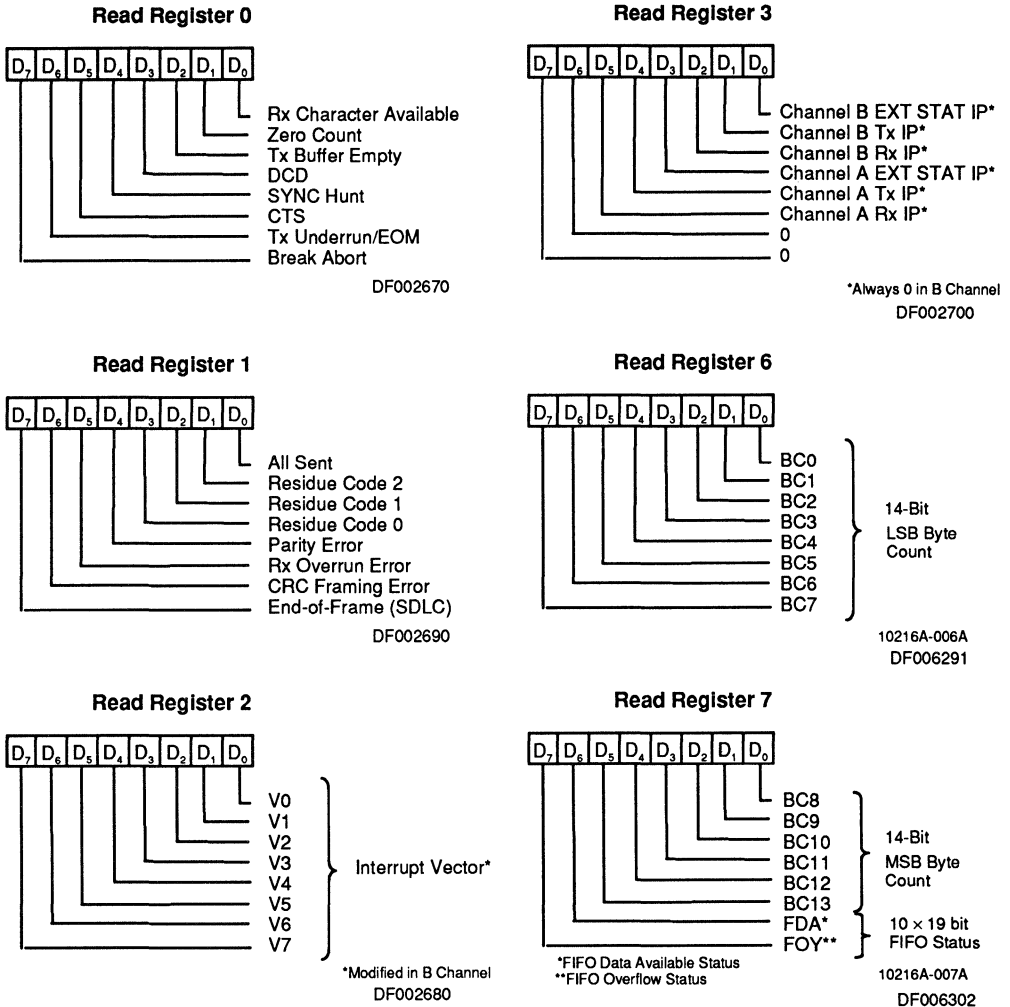 Read Register 0
D7 D6 D5 D4 D3 D2 D1 D0
Rx Character Available
Zero Count
Tx Buffer Empty
DCD
SYNC Hunt
CTS
Tx Underrun/EOM
Break Abort
DF002670
Read Register 1
D7 D6 D5 D4 D3 D2 D1 D0
All Sent
Residue Code 2
Residue Code 1
Residue Code 0
Parity Error
Rx Overrun Error
CRC Framing Error
End-of-Frame (SDLC)
DF002690
Read Register 2
D7 D6 D5 D4 D3 D2 D1 D0
V0
V1
V2
V3
V4
V5
V6
V7
Interrupt Vector*
*Modified in B Channel
DF002680
Read Register 3
D7 D6 D5 D4 D3 D2 D1 D0
Channel B EXT STAT IP*
Channel B Tx IP*
Channel B Rx IP*
Channel A EXT STAT IP*
Channel A Tx IP*
Channel A Rx IP*
0
0
*Always 0 in B Channel
DF002700
Read Register 6
D7 D6 D5 D4 D3 D2 D1 D0
BC0
BC1
BC2
BC3
BC4
BC5
BC6
BC7
14-Bit
LSB Byte
Count
10216A-006A
DF006291
Read Register 7
D7 D6 D5 D4 D3 D2 D1 D0
BC8
BC9
BC10
BC11
BC12
BC13
FDA*
FOY**
14-Bit
MSB Byte
Count
10 × 19 bit
FIFO Status
*FIFO Data Available Status
**FIFO Overflow Status
10216A-007A
DF006302